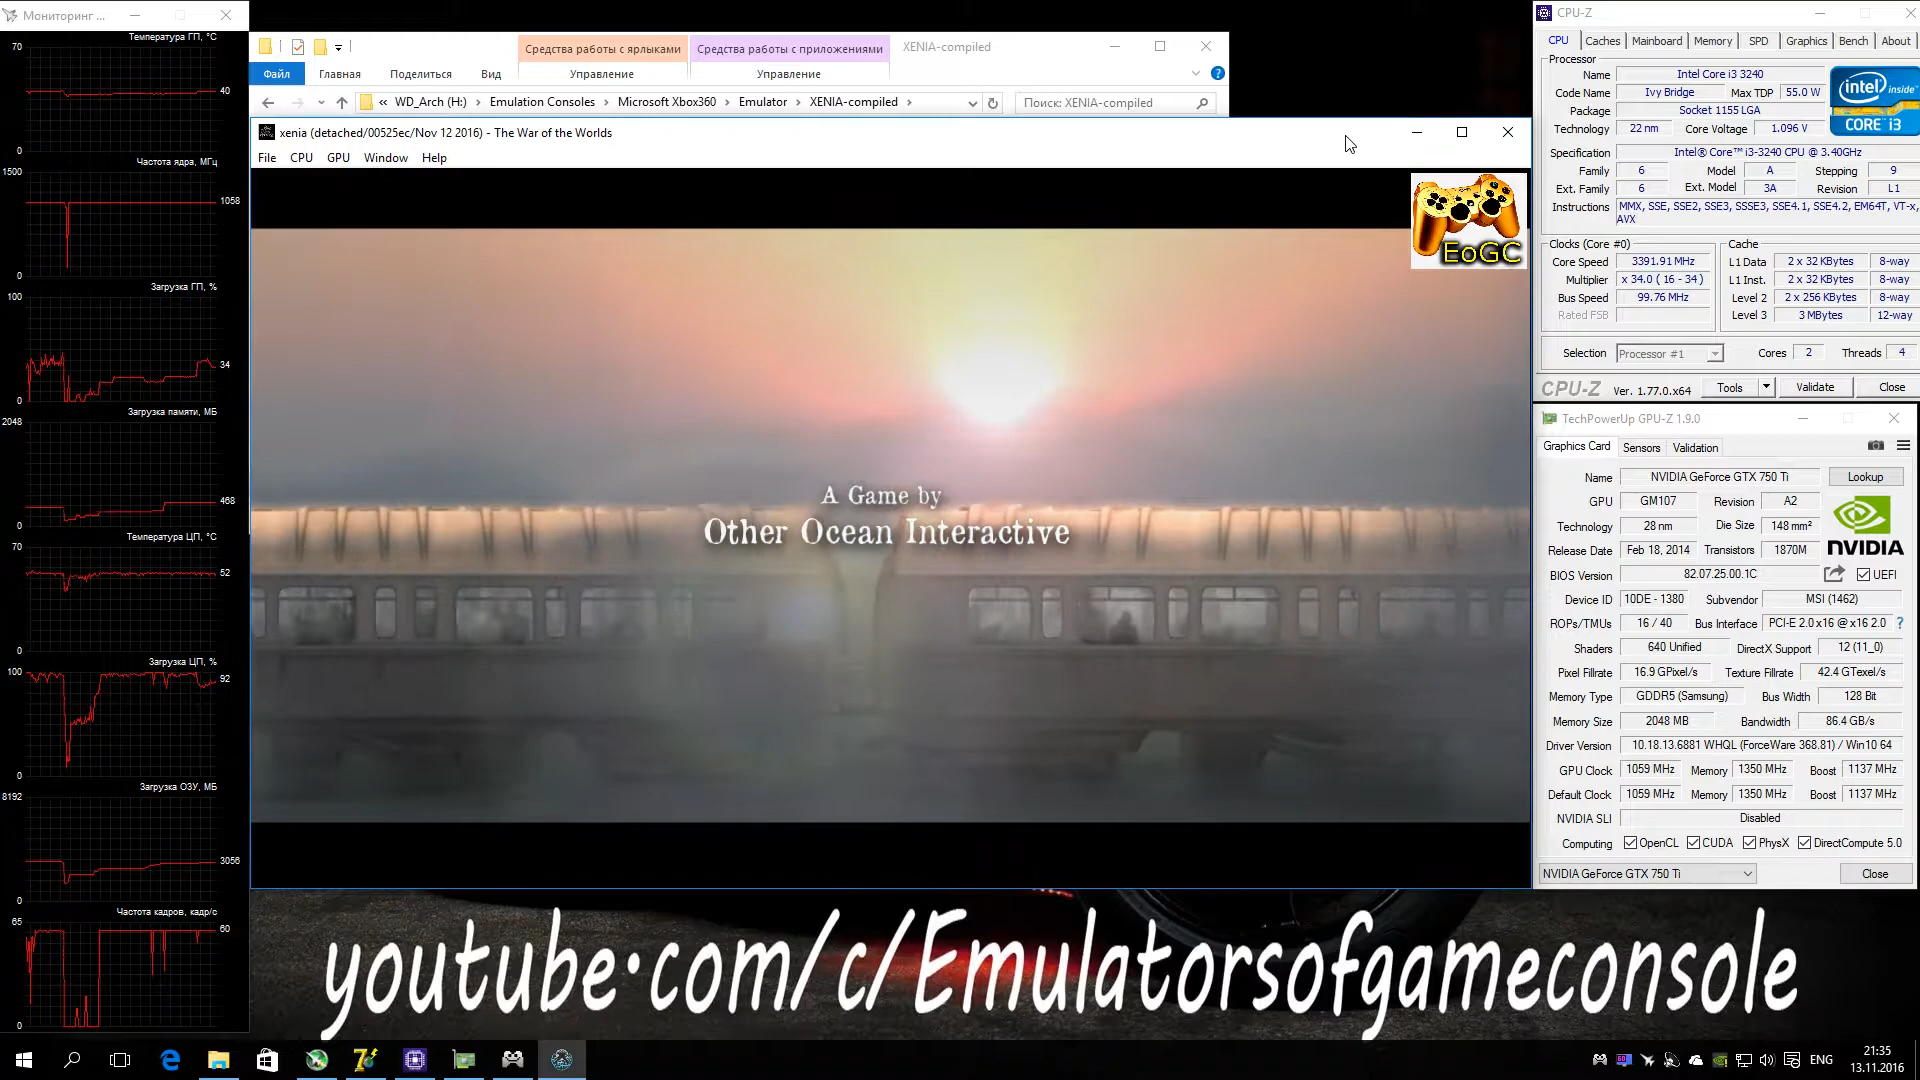 Мониторинг ...
Температура ГП, °C
70
40
0
Частота ядра, МГц
1500
1058
0
Загрузка ГП, %
100
34
0
Загрузка памяти, МБ
2048
468
0
Температура ЦП, °C
70
52
0
Загрузка ЦП, %
100
92
0
Загрузка ОЗУ, МБ
8192
3056
0
Частота кадров, кадр/с
65
60
0
Средства работы с ярлыками
Средства работы с приложениями
XENIA-compiled
Файл
Главная
Поделиться
Вид
Управление
Управление
« WD_Arch (H:) › Emulation Consoles › Microsoft Xbox360 › Emulator › XENIA-compiled ›
Поиск: XENIA-compiled
xenia (detached/00525ec/Nov 12 2016) - The War of the Worlds
File CPU GPU Window Help
EoGC
A Game by
Other Ocean Interactive
CPU-Z
CPU Caches Mainboard Memory SPD Graphics Bench About
Processor
Name Intel Core i3 3240
Code Name Ivy Bridge Max TDP 55.0 W
Package Socket 1155 LGA
Technology 22 nm Core Voltage 1.096 V
intel inside™
CORE i3
Specification Intel® Core™ i3-3240 CPU @ 3.40GHz
Family 6 Model A Stepping 9
Ext. Family 6 Ext. Model 3A Revision L1
Instructions MMX, SSE, SSE2, SSE3, SSSE3, SSE4.1, SSE4.2, EM64T, VT-x,
AVX
Clocks (Core #0)
Core Speed 3391.91 MHz
Multiplier x 34.0 ( 16 - 34 )
Bus Speed 99.76 MHz
Rated FSB
Cache
L1 Data 2 x 32 KBytes 8-way
L1 Inst. 2 x 32 KBytes 8-way
Level 2 2 x 256 KBytes 8-way
Level 3 3 MBytes 12-way
Selection Processor #1 Cores 2 Threads 4
CPU-Z Ver. 1.77.0.x64 Tools Validate Close
TechPowerUp GPU-Z 1.9.0
Graphics Card Sensors Validation
Name NVIDIA GeForce GTX 750 Ti Lookup
GPU GM107 Revision A2
Technology 28 nm Die Size 148 mm²
Release Date Feb 18, 2014 Transistors 1870M
NVIDIA
BIOS Version 82.07.25.00.1C UEFI
Device ID 10DE - 1380 Subvendor MSI (1462)
ROPs/TMUs 16 / 40 Bus Interface PCI-E 2.0 x16 @ x16 2.0 ?
Shaders 640 Unified DirectX Support 12 (11_0)
Pixel Fillrate 16.9 GPixel/s Texture Fillrate 42.4 GTexel/s
Memory Type GDDR5 (Samsung) Bus Width 128 Bit
Memory Size 2048 MB Bandwidth 86.4 GB/s
Driver Version 10.18.13.6881 WHQL (ForceWare 368.81) / Win10 64
GPU Clock 1059 MHz Memory 1350 MHz Boost 1137 MHz
Default Clock 1059 MHz Memory 1350 MHz Boost 1137 MHz
NVIDIA SLI Disabled
Computing OpenCL CUDA PhysX DirectCompute 5.0
NVIDIA GeForce GTX 750 Ti Close
youtube.com/c/Emulatorsofgameconsole
60
ENG
21:35
13.11.2016